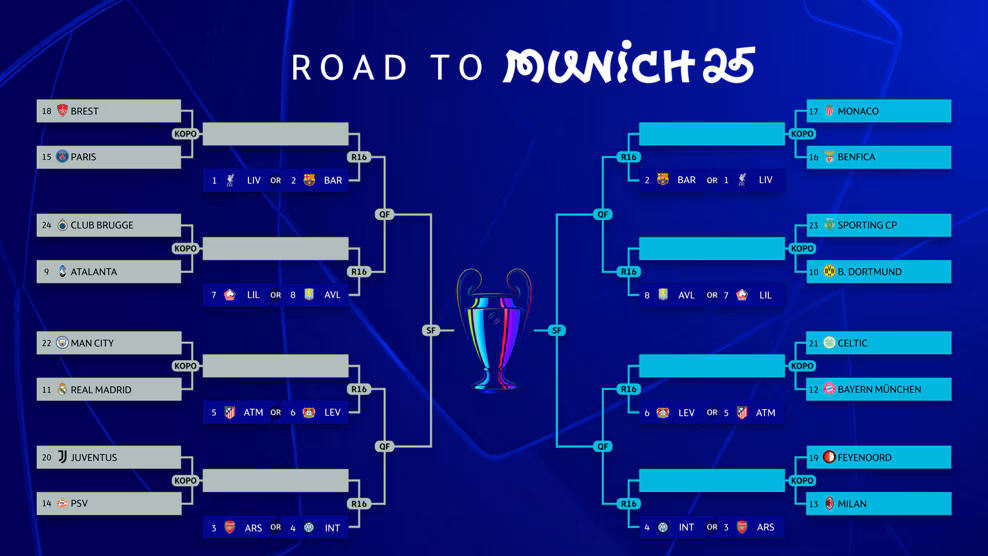 ROAD TO MUNICH 25
18 BREST
KOPO
15 PARIS
R16
1 LIV OR 2 BAR
QF
24 CLUB BRUGGE
KOPO
9 ATALANTA
R16
7 LIL OR 8 AVL
SF
22 MAN CITY
KOPO
11 REAL MADRID
R16
5 ATM OR 6 LEV
QF
20 JUVENTUS
KOPO
14 PSV
R16
3 ARS OR 4 INT
17 MONACO
KOPO
16 BENFICA
R16
2 BAR OR 1 LIV
QF
23 SPORTING CP
KOPO
10 B. DORTMUND
R16
8 AVL OR 7 LIL
SF
21 CELTIC
KOPO
12 BAYERN MÜNCHEN
R16
6 LEV OR 5 ATM
QF
19 FEYENOORD
KOPO
13 MILAN
R16
4 INT OR 3 ARS